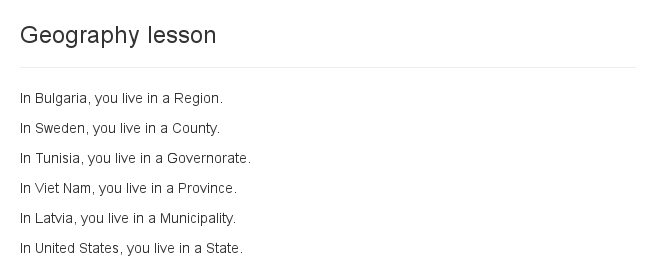 Geography lesson
In Bulgaria, you live in a Region.
In Sweden, you live in a County.
In Tunisia, you live in a Governorate.
In Viet Nam, you live in a Province.
In Latvia, you live in a Municipality.
In United States, you live in a State.